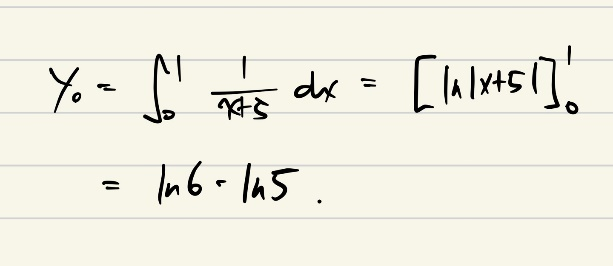 y₀ = ∫₀¹ 1/(x+5) dx = [ln|x+5|]₀¹
= ln6 - ln5 .